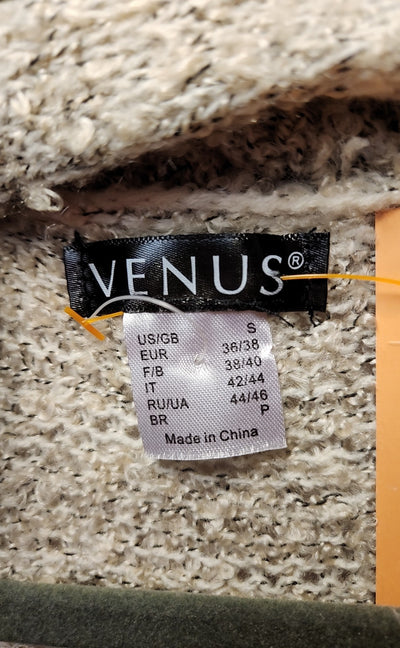 VENUS®
US/GB S
EUR 36/38
F/B 38/40
IT 42/44
RU/UA 44/46
BR P
Made in China